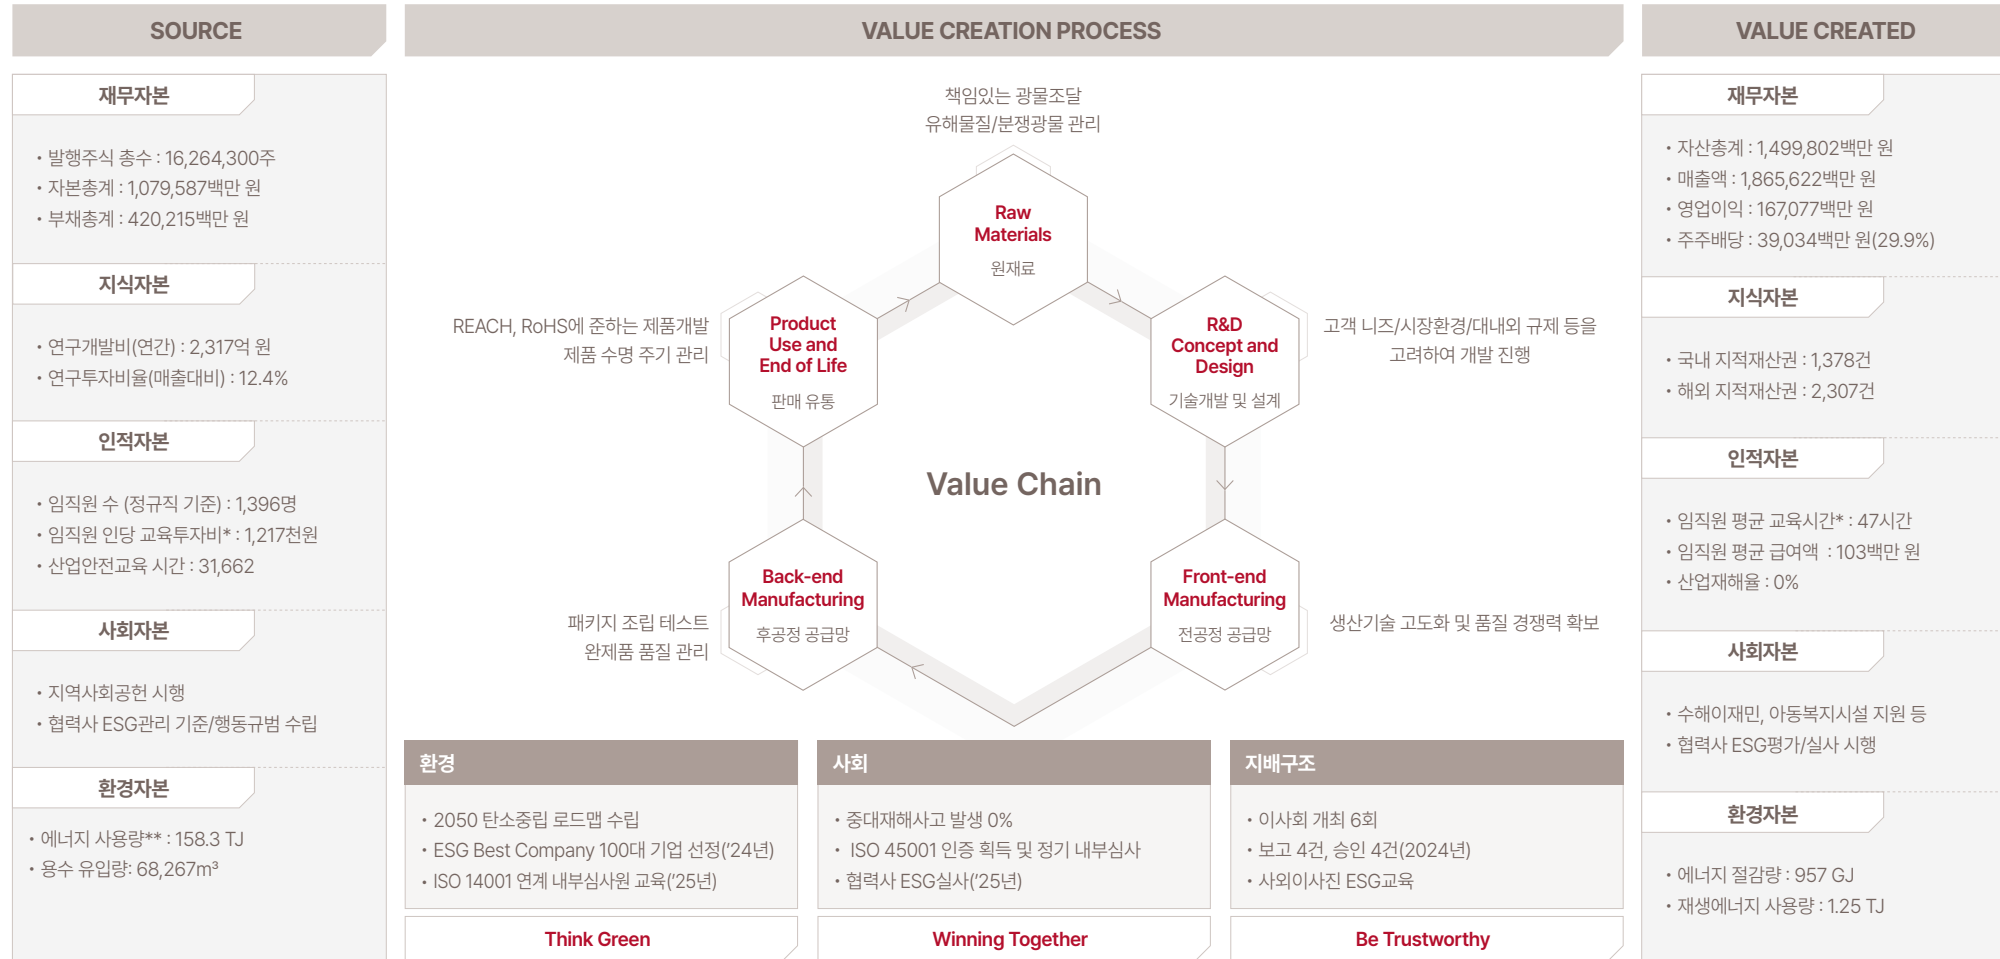 SOURCE
재무자본
• 발행주식 총수 : 16,264,300주
• 자본총계 : 1,079,587백만 원
• 부채총계 : 420,215백만 원
지식자본
• 연구개발비(연간) : 2,317억 원
• 연구투자비율(매출대비) : 12.4%
인적자본
• 임직원 수 (정규직 기준) : 1,396명
• 임직원 인당 교육투자비* : 1,217천원
• 산업안전교육 시간 : 31,662
사회자본
• 지역사회공헌 시행
• 협력사 ESG관리 기준/행동규범 수립
환경자본
• 에너지 사용량** : 158.3 TJ
• 용수 유입량: 68,267m³
VALUE CREATION PROCESS
책임있는 광물조달
유해물질/분쟁광물 관리
Raw
Materials
원재료
REACH, RoHS에 준하는 제품개발
제품 수명 주기 관리
Product
Use and
End of Life
판매 유통
R&D
Concept and
Design
기술개발 및 설계
고객 니즈/시장환경/대내외 규제 등을
고려하여 개발 진행
Value Chain
패키지 조립 테스트
완제품 품질 관리
Back-end
Manufacturing
후공정 공급망
Front-end
Manufacturing
전공정 공급망
생산기술 고도화 및 품질 경쟁력 확보
환경
• 2050 탄소중립 로드맵 수립
• ESG Best Company 100대 기업 선정('24년)
• ISO 14001 연계 내부심사원 교육('25년)
Think Green
사회
• 중대재해사고 발생 0%
• ISO 45001 인증 획득 및 정기 내부심사
• 협력사 ESG실사('25년)
Winning Together
지배구조
• 이사회 개최 6회
• 보고 4건, 승인 4건(2024년)
• 사외이사진 ESG교육
Be Trustworthy
VALUE CREATED
재무자본
• 자산총계 : 1,499,802백만 원
• 매출액 : 1,865,622백만 원
• 영업이익 : 167,077백만 원
• 주주배당 : 39,034백만 원(29.9%)
지식자본
• 국내 지적재산권 : 1,378건
• 해외 지적재산권 : 2,307건
인적자본
• 임직원 평균 교육시간* : 47시간
• 임직원 평균 급여액 : 103백만 원
• 산업재해율 : 0%
사회자본
• 수해이재민, 아동복지시설 지원 등
• 협력사 ESG평가/실사 시행
환경자본
• 에너지 절감량 : 957 GJ
• 재생에너지 사용량 : 1.25 TJ